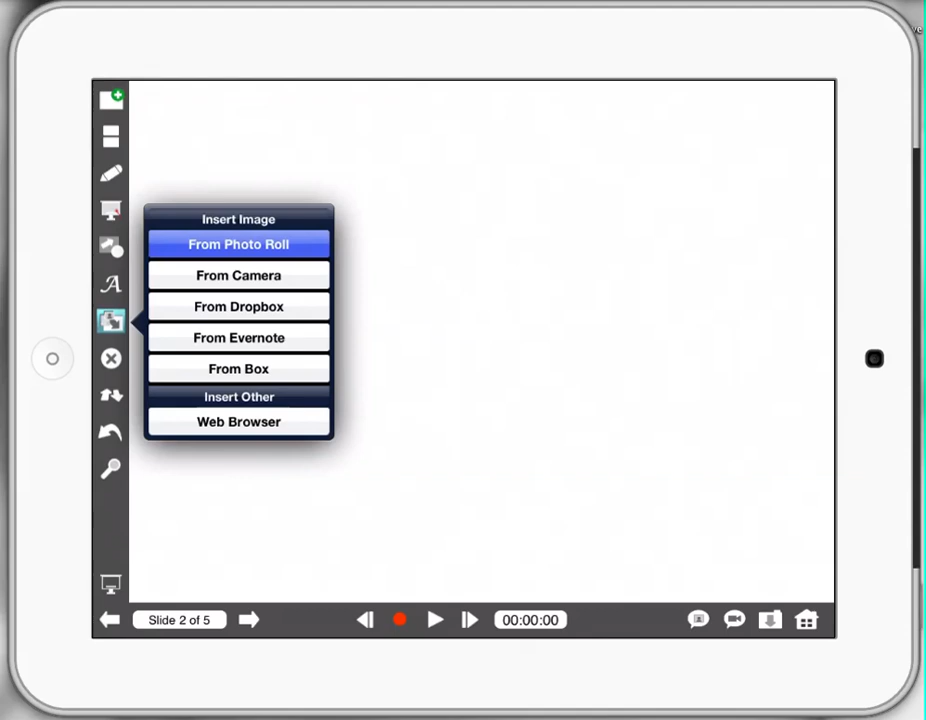 ve
Insert Image
From Photo Roll
From Camera
From Dropbox
From Evernote
From Box
Insert Other
Web Browser
A
Slide 2 of 5
00:00:00